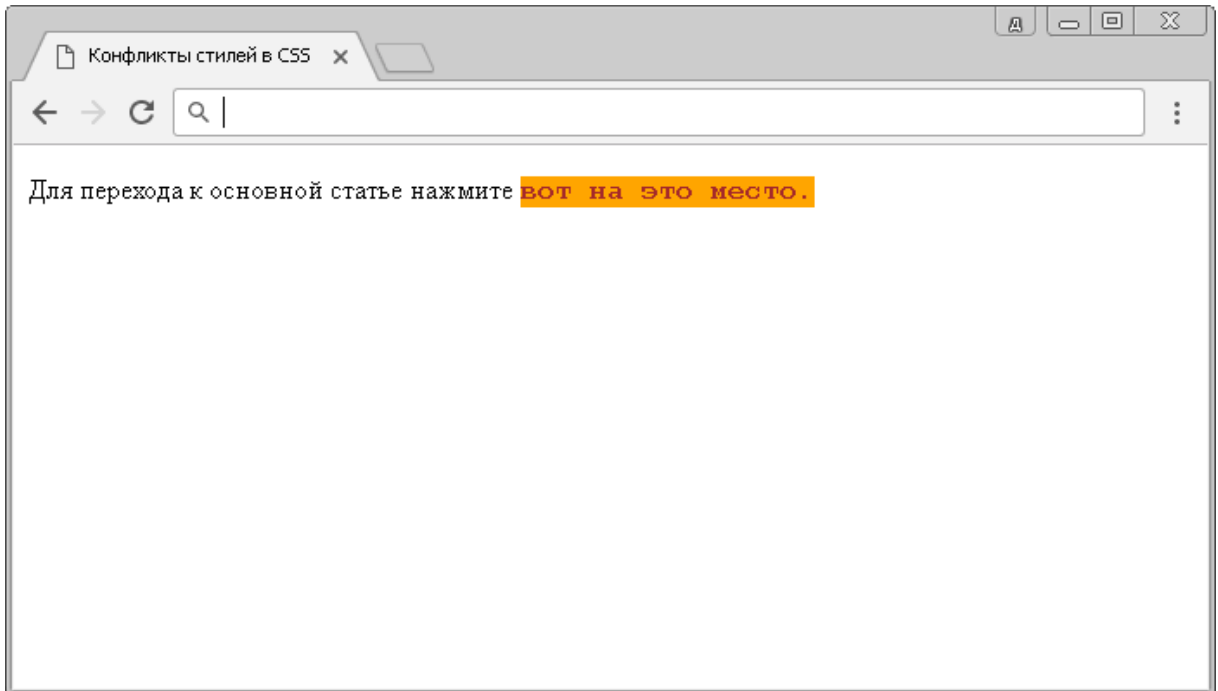 Д
Конфликты стилей в CSS
Для перехода к основной статье нажмите вот на это место.